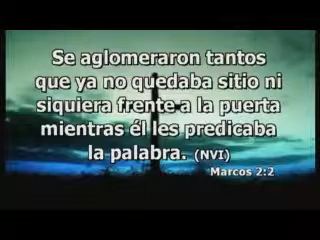 Se aglomeraron tantos
que ya no quedaba sitio ni
siquiera frente a la puerta
mientras él les predicaba
la palabra. (NVI)
Marcos 2:2